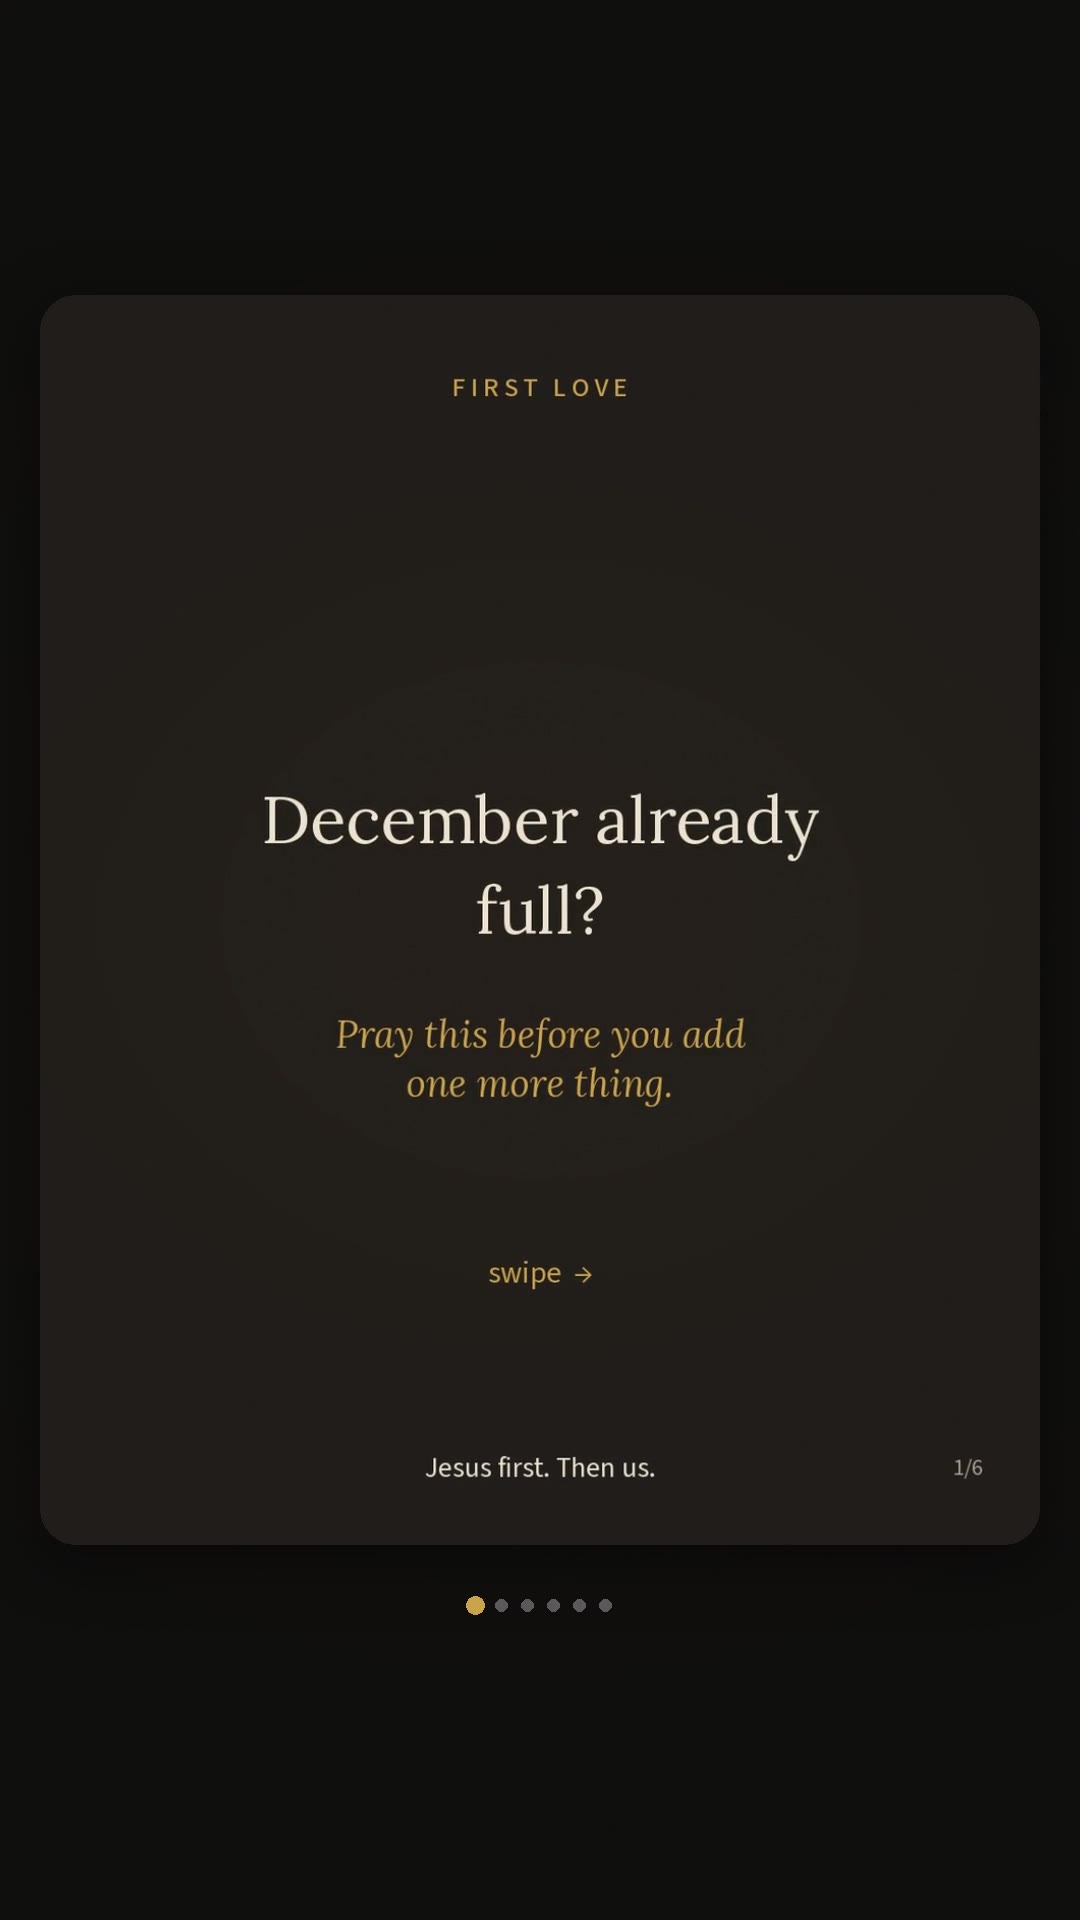 FIRST LOVE
December already
full?
Pray this before you add
one more thing.
swipe →
Jesus first. Then us.
1/6